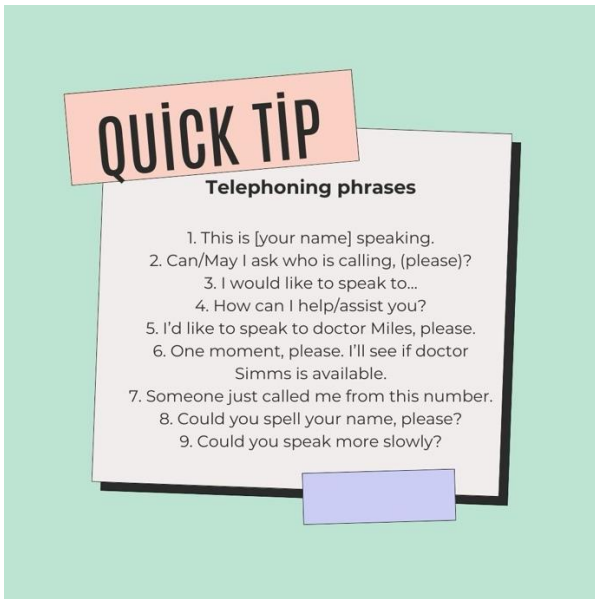 QUİCK TİP
Telephoning phrases
1. This is [your name] speaking.
2. Can/May I ask who is calling, (please)?
3. I would like to speak to...
4. How can I help/assist you?
5. I'd like to speak to doctor Miles, please.
6. One moment, please. I'll see if doctor
Simms is available.
7. Someone just called me from this number.
8. Could you spell your name, please?
9. Could you speak more slowly?